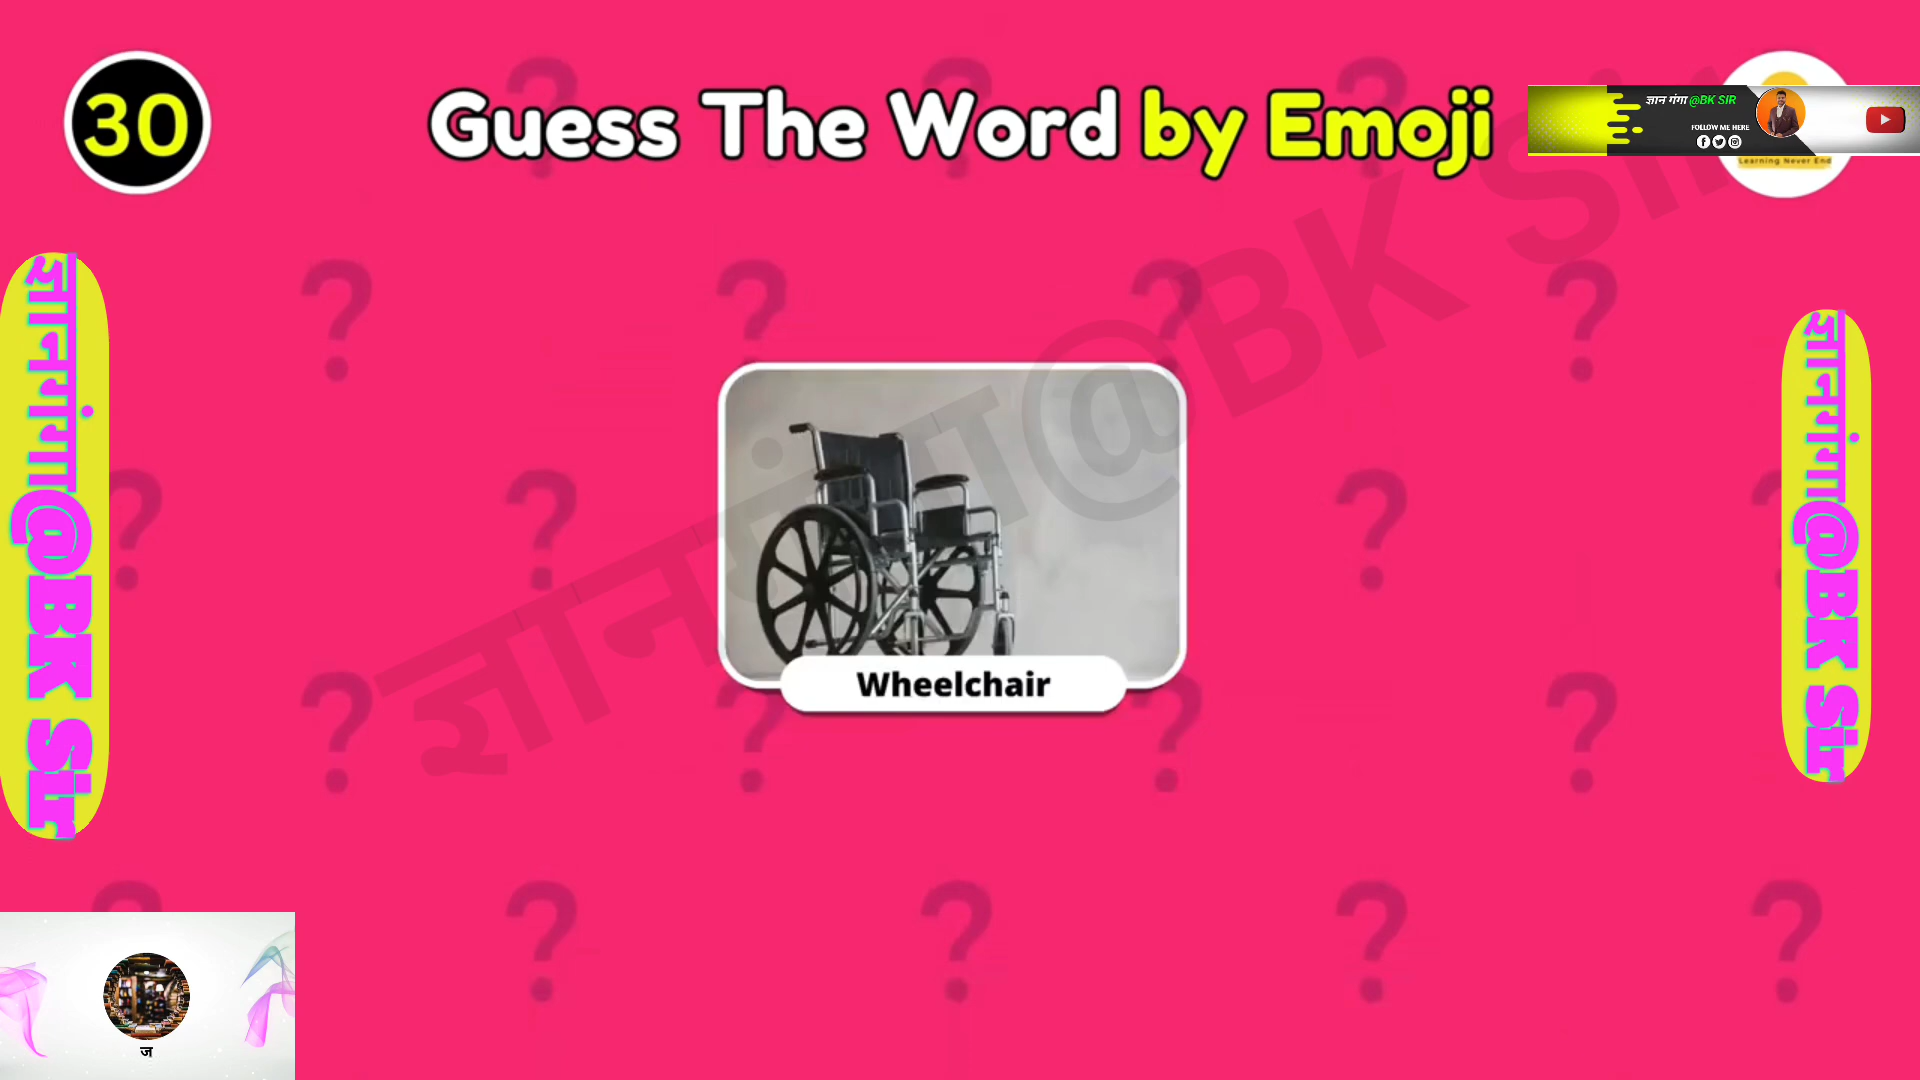 30
Guess The Word by Emoji
ज्ञान गंगा @BK SIR
FOLLOW ME HERE
Learning Never End
ज्ञानगंगा@BK Sir
ज्ञानगंगा@BK Sir
ज्ञानगंगा@BK Sir
Wheelchair
ज